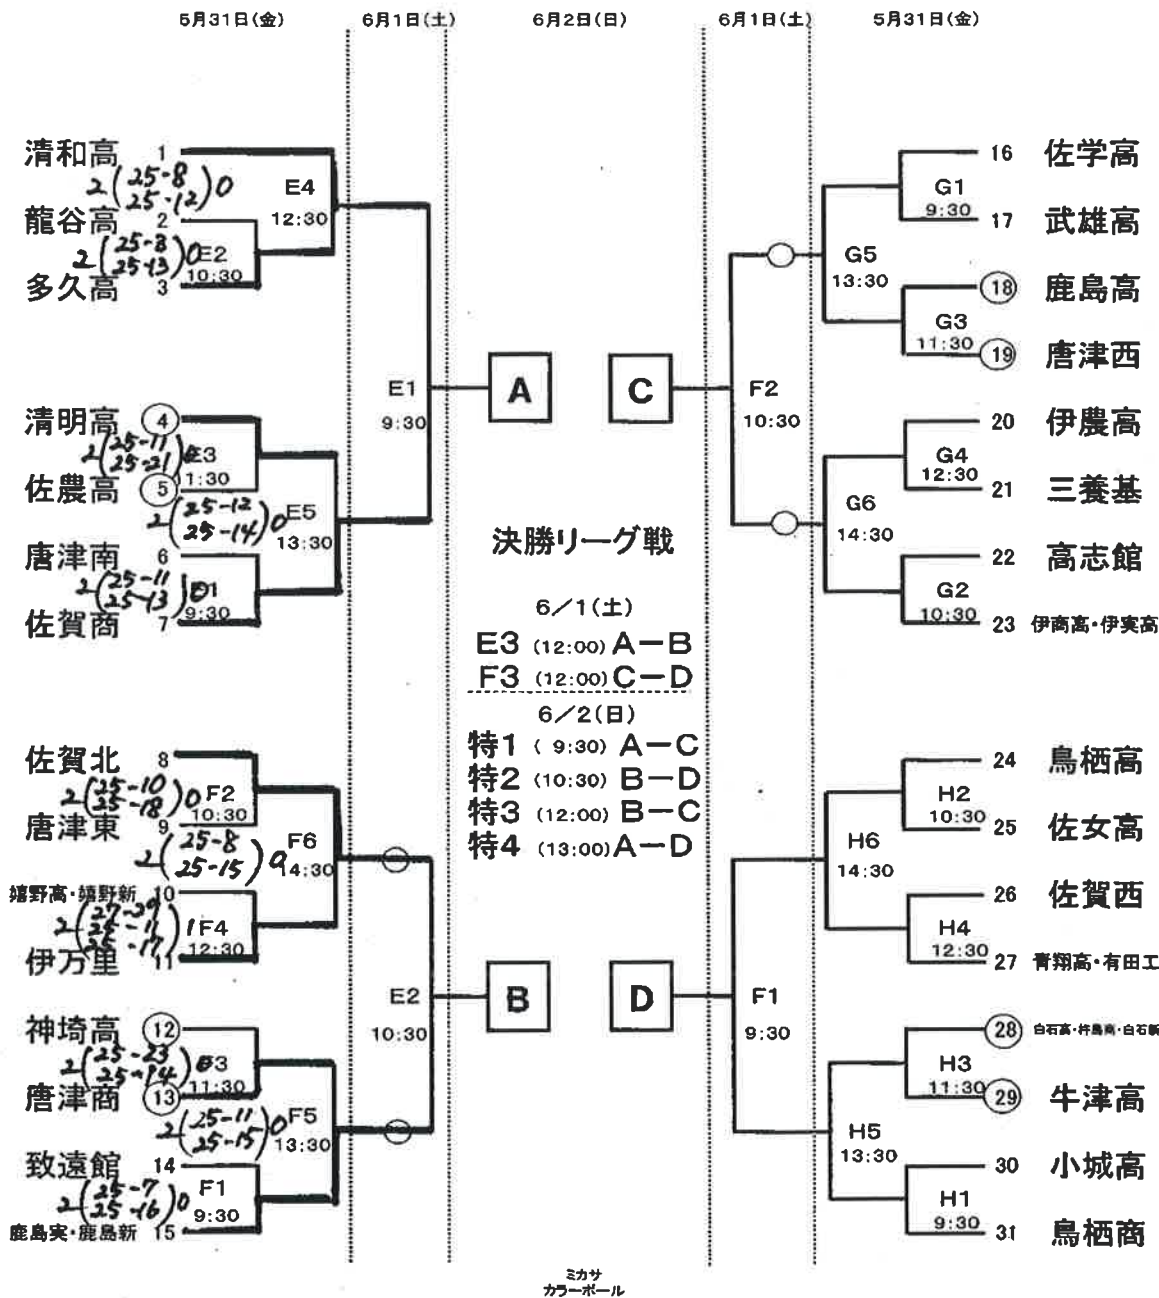 5月31日(金) 6月1日(土) 6月2日(日) 6月1日(土) 5月31日(金)
清和高 1
2(25-8 25-12)0
E4
12:30
龍谷高 2
2(25-8 25-13)0
E2
10:30
多久高 3
E1
9:30
A
清明高 4
2(25-11 25-21)
E3
1:30
佐農高 5
2(25-12 25-14)0
E5
13:30
唐津南 6
2(25-11 25-13)0
1
9:30
佐賀商 7
佐賀北 8
2(25-10 25-18)0
F2
10:30
唐津東 9
2(25-8 25-15)0
F6
14:30
嬉野高・嬉野新 10
2(27-29 25-11 25-17)1
F4
12:30
伊万里 11
E2
10:30
B
神埼高 12
2(25-23 25-14)0
3
11:30
唐津商 13
2(25-11 25-15)0
F5
13:30
致遠館 14
2(25-7 25-16)0
F1
9:30
鹿島実・鹿島新 15
決勝リーグ戦
6/1(土)
E3 (12:00) A-B
F3 (12:00) C-D
6/2(日)
特1 (9:30) A-C
特2 (10:30) B-D
特3 (12:00) B-C
特4 (13:00) A-D
C
F2
10:30
16 佐学高
G1
9:30
17 武雄高
G5
13:30
18 鹿島高
G3
11:30
19 唐津西
20 伊農高
G4
12:30
21 三養基
G6
14:30
22 高志館
G2
10:30
23 伊商高・伊実高
D
F1
9:30
24 鳥栖高
H2
10:30
25 佐女高
H6
14:30
26 佐賀西
H4
12:30
27 青翔高・有田工
28 白石高・杵島商・白石新
H3
11:30
29 牛津高
H5
13:30
30 小城高
H1
9:30
31 鳥栖商
ミカサ
カラーボール